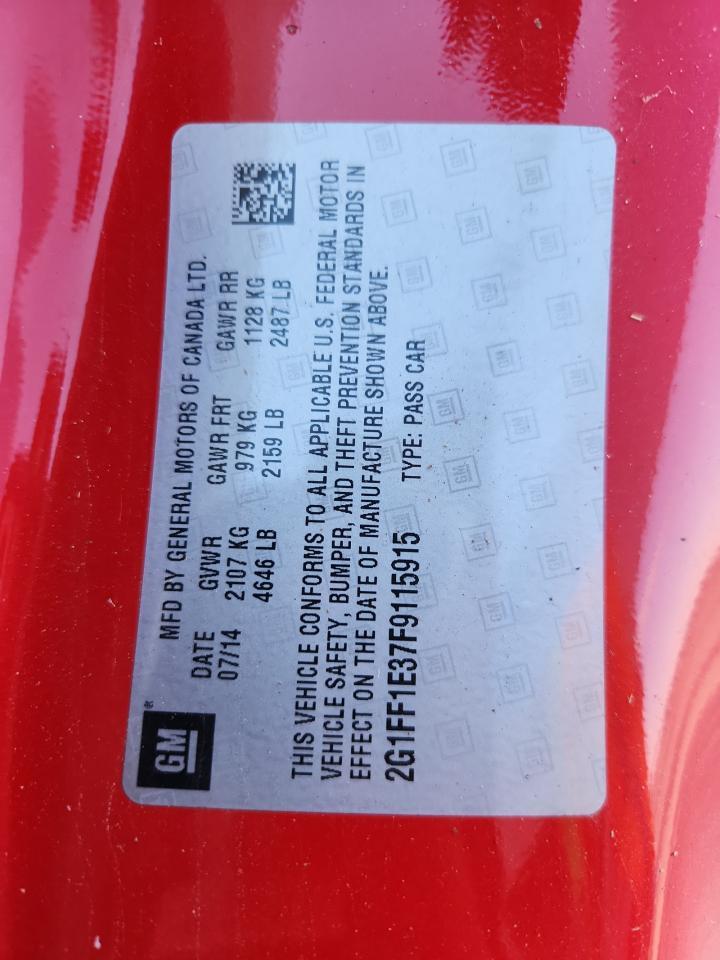 GM
MFD BY GENERAL MOTORS OF CANADA LTD.
DATE GVWR GAWR FRT GAWR RR
07/14 2107 KG 979 KG 1128 KG
4646 LB 2159 LB 2487 LB
THIS VEHICLE CONFORMS TO ALL APPLICABLE U.S. FEDERAL MOTOR
VEHICLE SAFETY, BUMPER, AND THEFT PREVENTION STANDARDS IN
EFFECT ON THE DATE OF MANUFACTURE SHOWN ABOVE.
2G1FF1E37F9115915 TYPE: PASS CAR